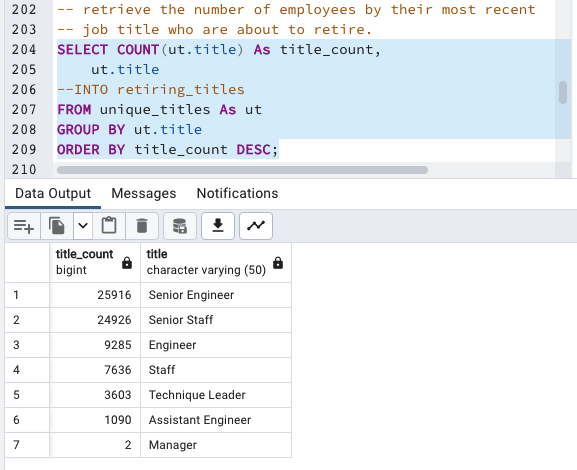 202 -- retrieve the number of employees by their most recent
203 -- job title who are about to retire.
204 SELECT COUNT(ut.title) As title_count,
205 ut.title
206 --INTO retiring_titles
207 FROM unique_titles As ut
208 GROUP BY ut.title
209 ORDER BY title_count DESC;
210
Data Output Messages Notifications
title_count title
bigint character varying (50)
1 25916 Senior Engineer
2 24926 Senior Staff
3 9285 Engineer
4 7636 Staff
5 3603 Technique Leader
6 1090 Assistant Engineer
7 2 Manager